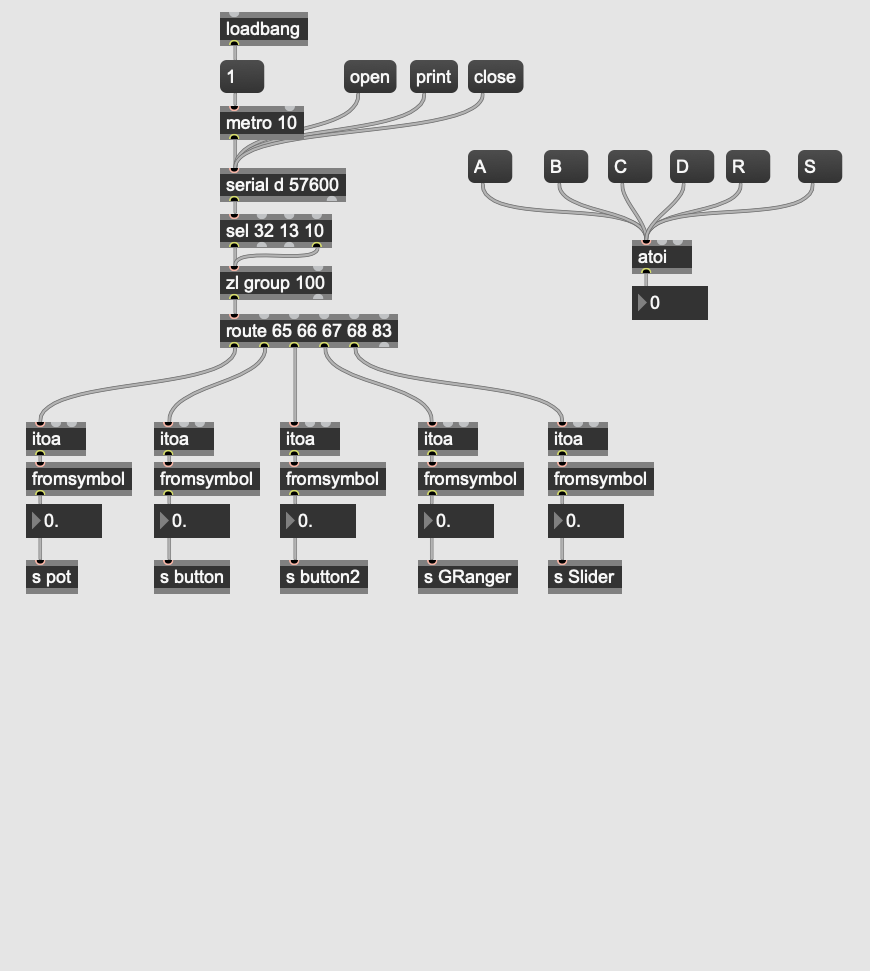 loadbang
1
open
print
close
metro 10
A
B
C
D
R
S
serial d 57600
sel 32 13 10
atoi
zl group 100
0
route 65 66 67 68 83
itoa
itoa
itoa
itoa
itoa
fromsymbol
fromsymbol
fromsymbol
fromsymbol
fromsymbol
0.
0.
0.
0.
0.
s pot
s button
s button2
s GRanger
s Slider